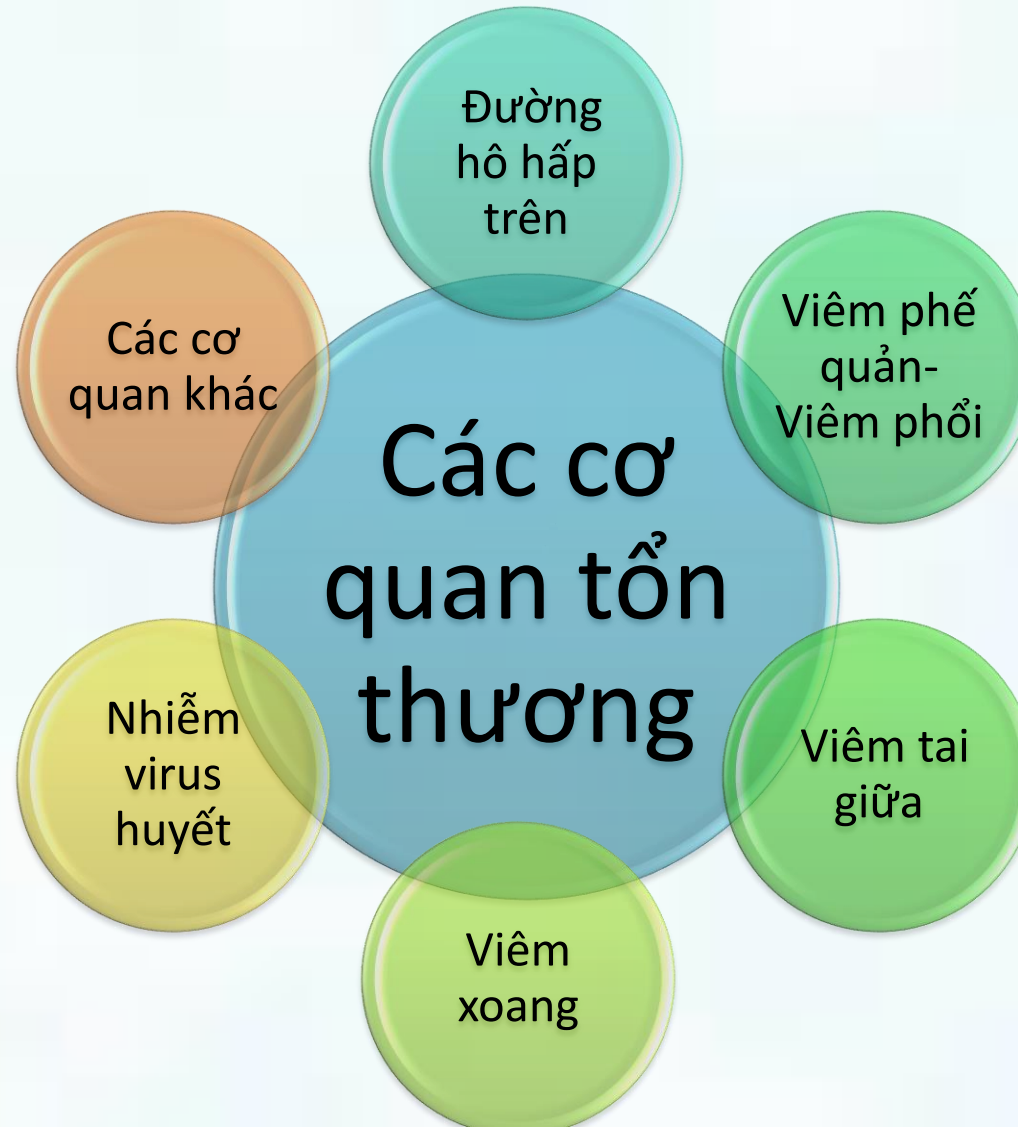 Đường
hô hấp
trên
Viêm phế
quản-
Viêm phổi
Viêm tai
giữa
Viêm
xoang
Nhiễm
virus
huyết
Các cơ
quan khác
Các cơ
quan tổn
thương